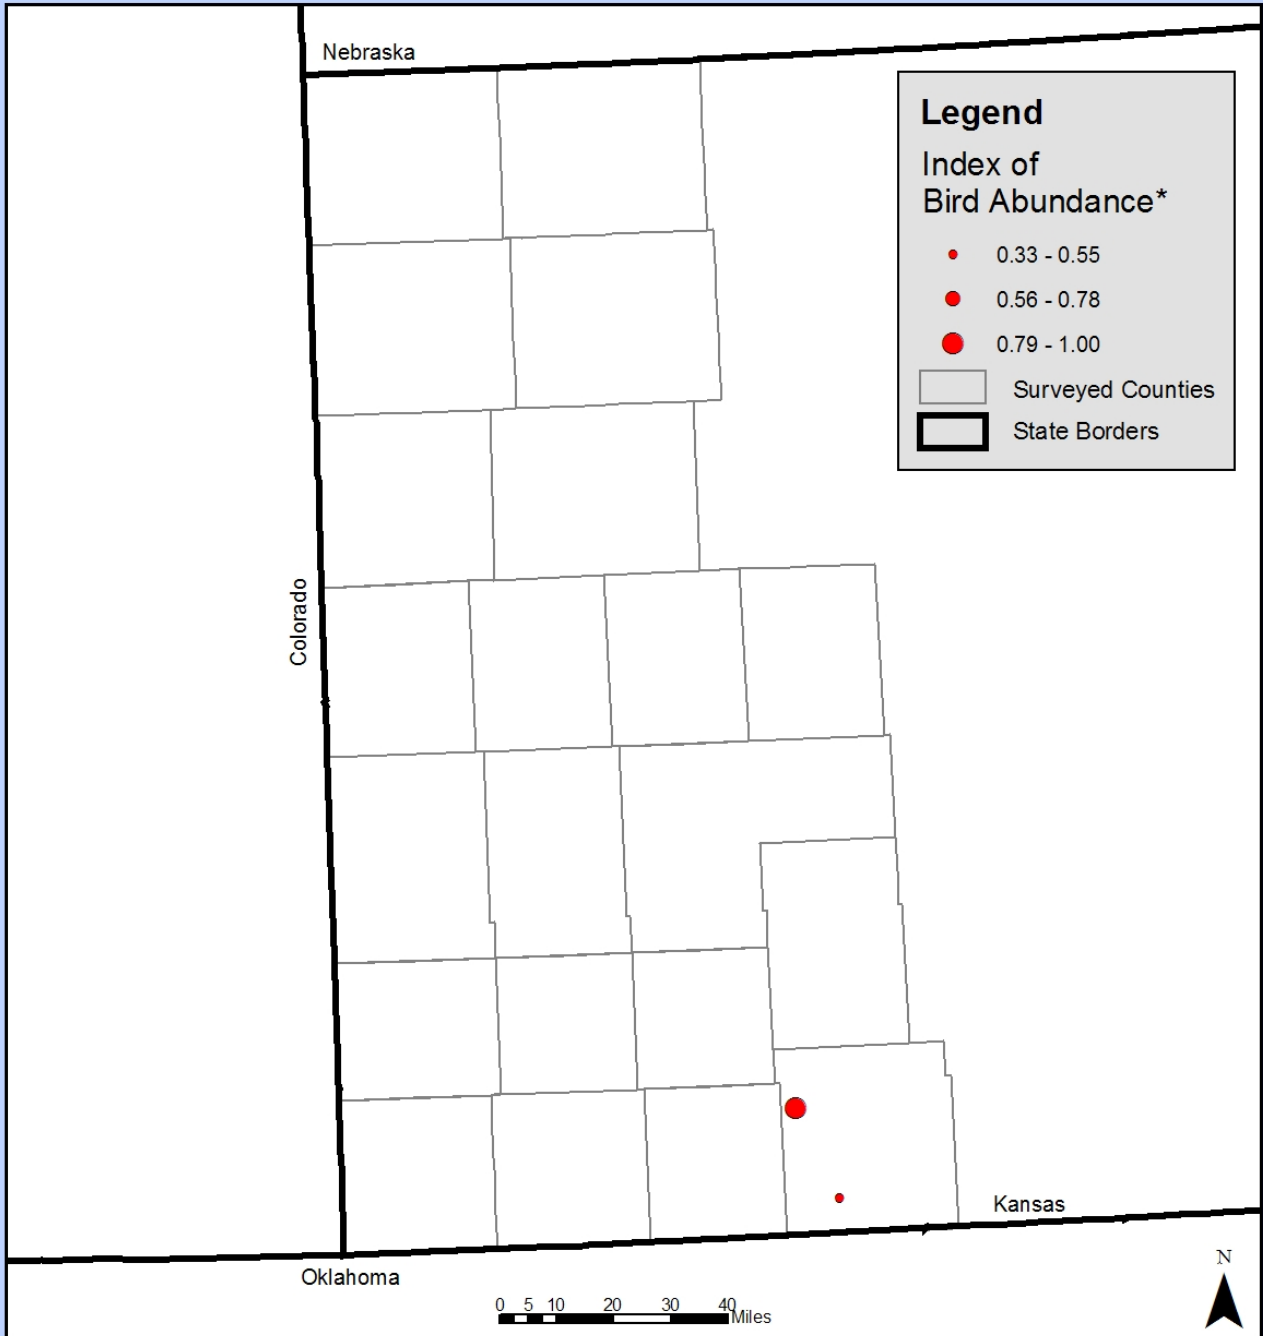 Nebraska
Legend
Index of
Bird Abundance*
0.33 - 0.55
0.56 - 0.78
0.79 - 1.00
Surveyed Counties
State Borders
Colorado
Kansas
Oklahoma
N
0 5 10 20 30 40
Miles